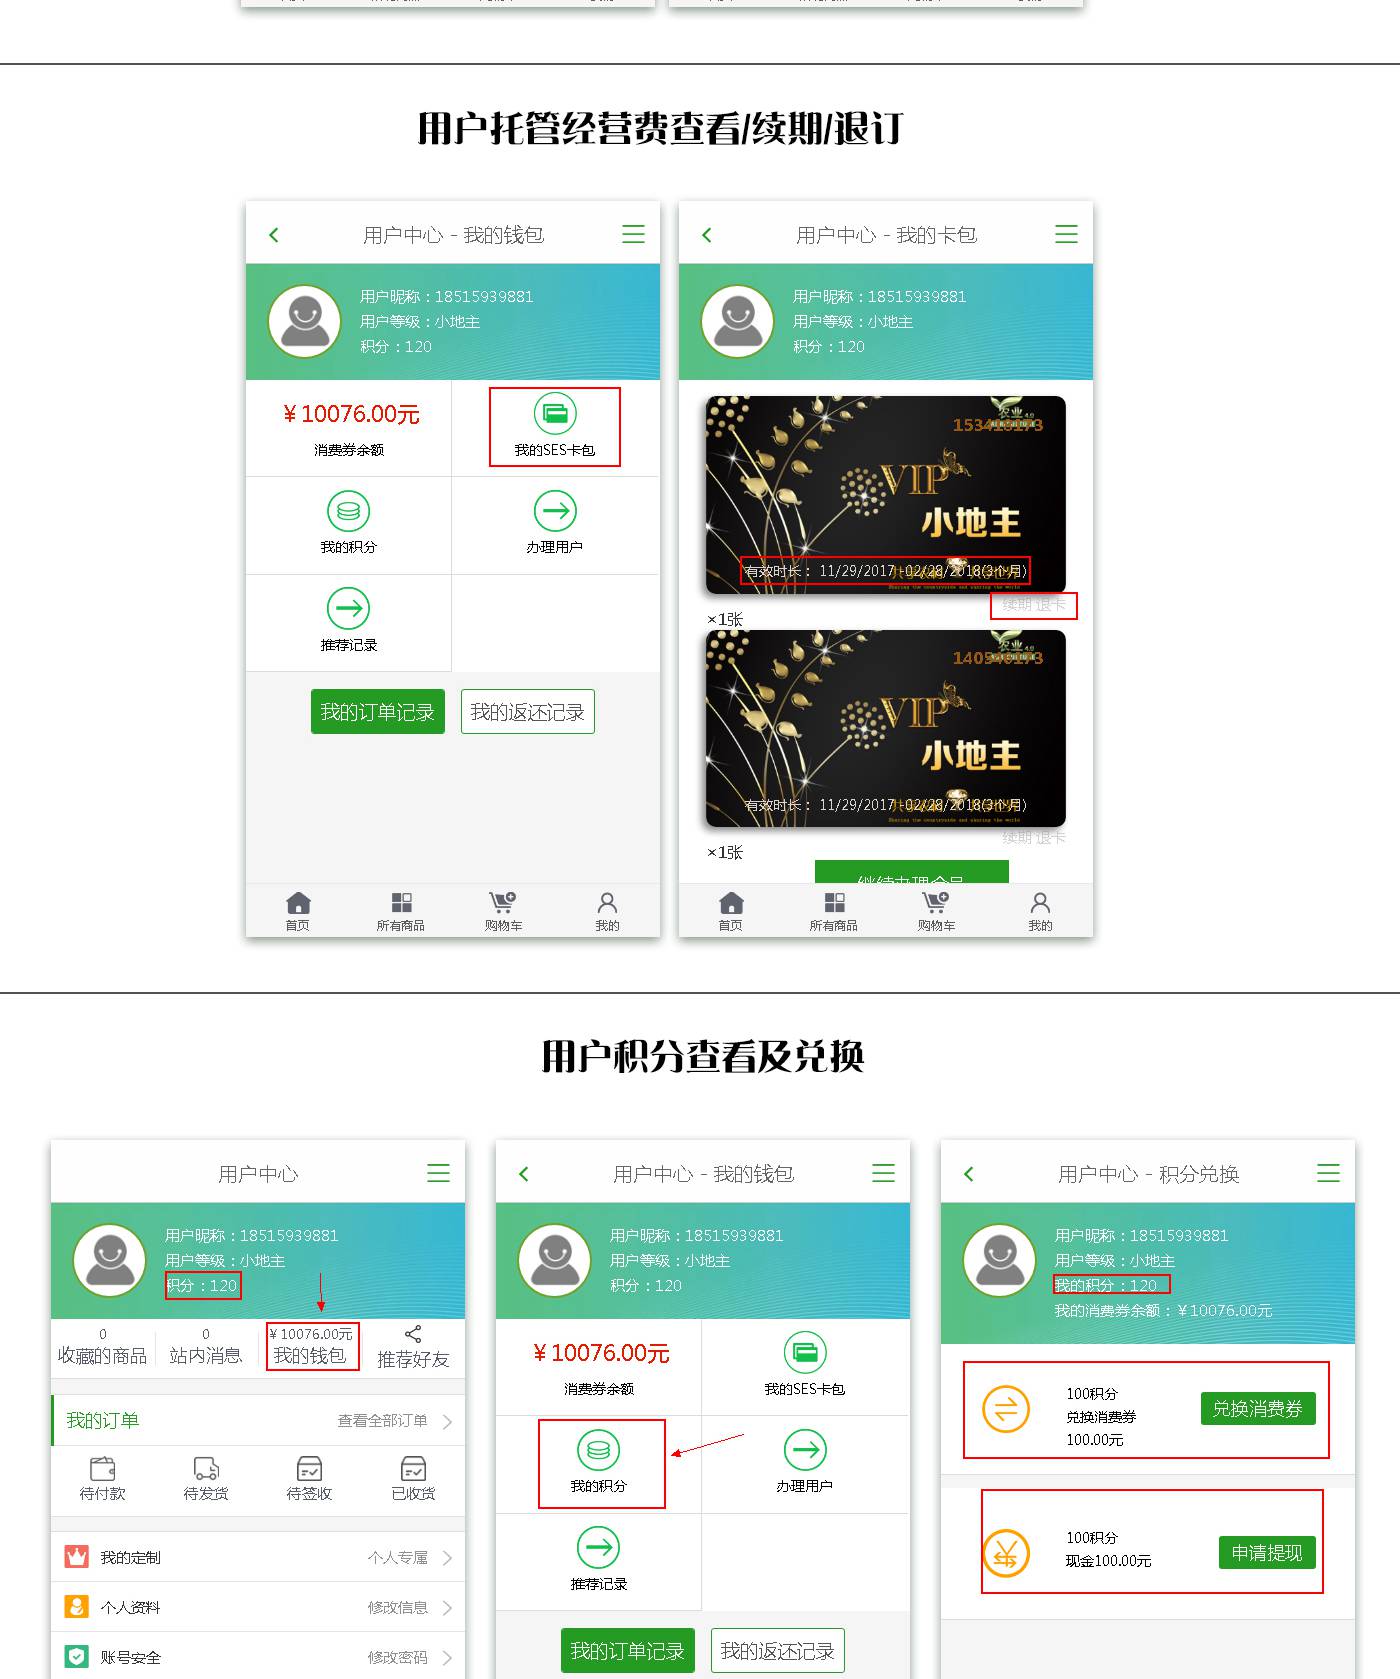 用户托管经营费查看/续期/退订
用户中心 - 我的钱包
用户昵称：18515939881
用户等级：小地主
积分：120
￥10076.00元
消费券余额
我的SES卡包
我的积分
办理用户
推荐记录
我的订单记录
我的返还记录
首页
所有商品
购物车
我的
用户中心 - 我的卡包
用户昵称：18515939881
用户等级：小地主
积分：120
农业4.0
VIP
小地主
有效时长： 11/29/2017 -02/28/2018(3个月)
续期 退卡
×1张
农业4.0
VIP
小地主
有效时长： 11/29/2017 -02/28/2018(3个月)
Sharing the countryside and sharing the world
续期 退卡
×1张
继续办理会员
首页
所有商品
购物车
我的
用户积分查看及兑换
用户中心
用户昵称：18515939881
用户等级：小地主
积分：120
0
收藏的商品
0
站内消息
￥10076.00元
我的钱包
推荐好友
我的订单
查看全部订单
待付款
待发货
待签收
已收货
我的定制
个人专属
个人资料
修改信息
账号安全
修改密码
用户中心 - 我的钱包
用户昵称：18515939881
用户等级：小地主
积分：120
￥10076.00元
消费券余额
我的SES卡包
我的积分
办理用户
推荐记录
我的订单记录
我的返还记录
用户中心 - 积分兑换
用户昵称：18515939881
用户等级：小地主
我的积分：120
我的消费券余额：￥10076.00元
100积分
兑换消费券
100.00元
兑换消费券
100积分
现金100.00元
申请提现